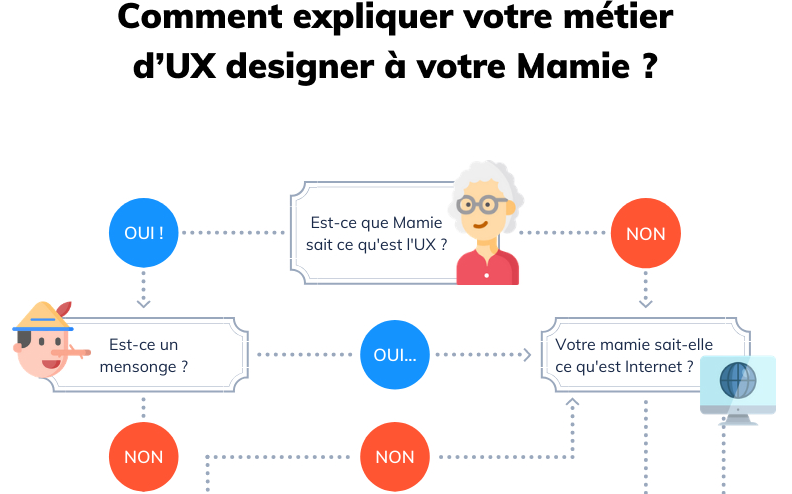 Comment expliquer votre métier
d’UX designer à votre Mamie ?
Est-ce que Mamie
sait ce qu'est l'UX ?
OUI !
NON
Est-ce un
mensonge ?
OUI...
Votre mamie sait-elle
ce qu'est Internet ?
NON
NON